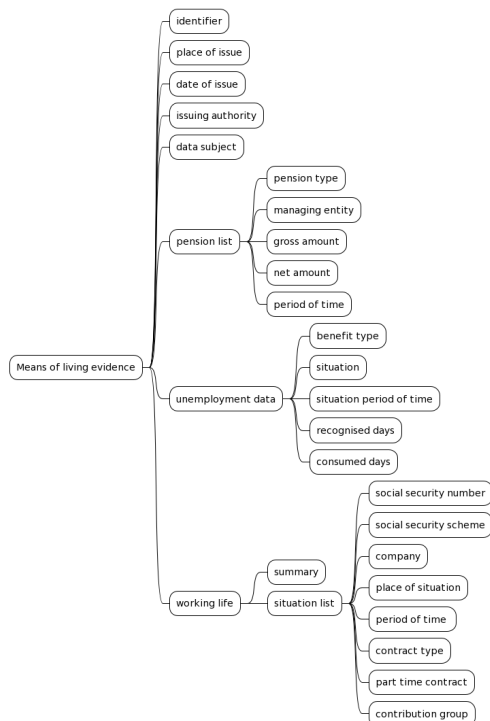 identifier
place of issue
date of issue
issuing authority
data subject
pension type
managing entity
pension list
gross amount
net amount
period of time
benefit type
Means of living evidence
situation
unemployment data
situation period of time
recognised days
consumed days
social security number
social security scheme
company
summary
place of situation
working life
situation list
period of time
contract type
part time contract
contribution group